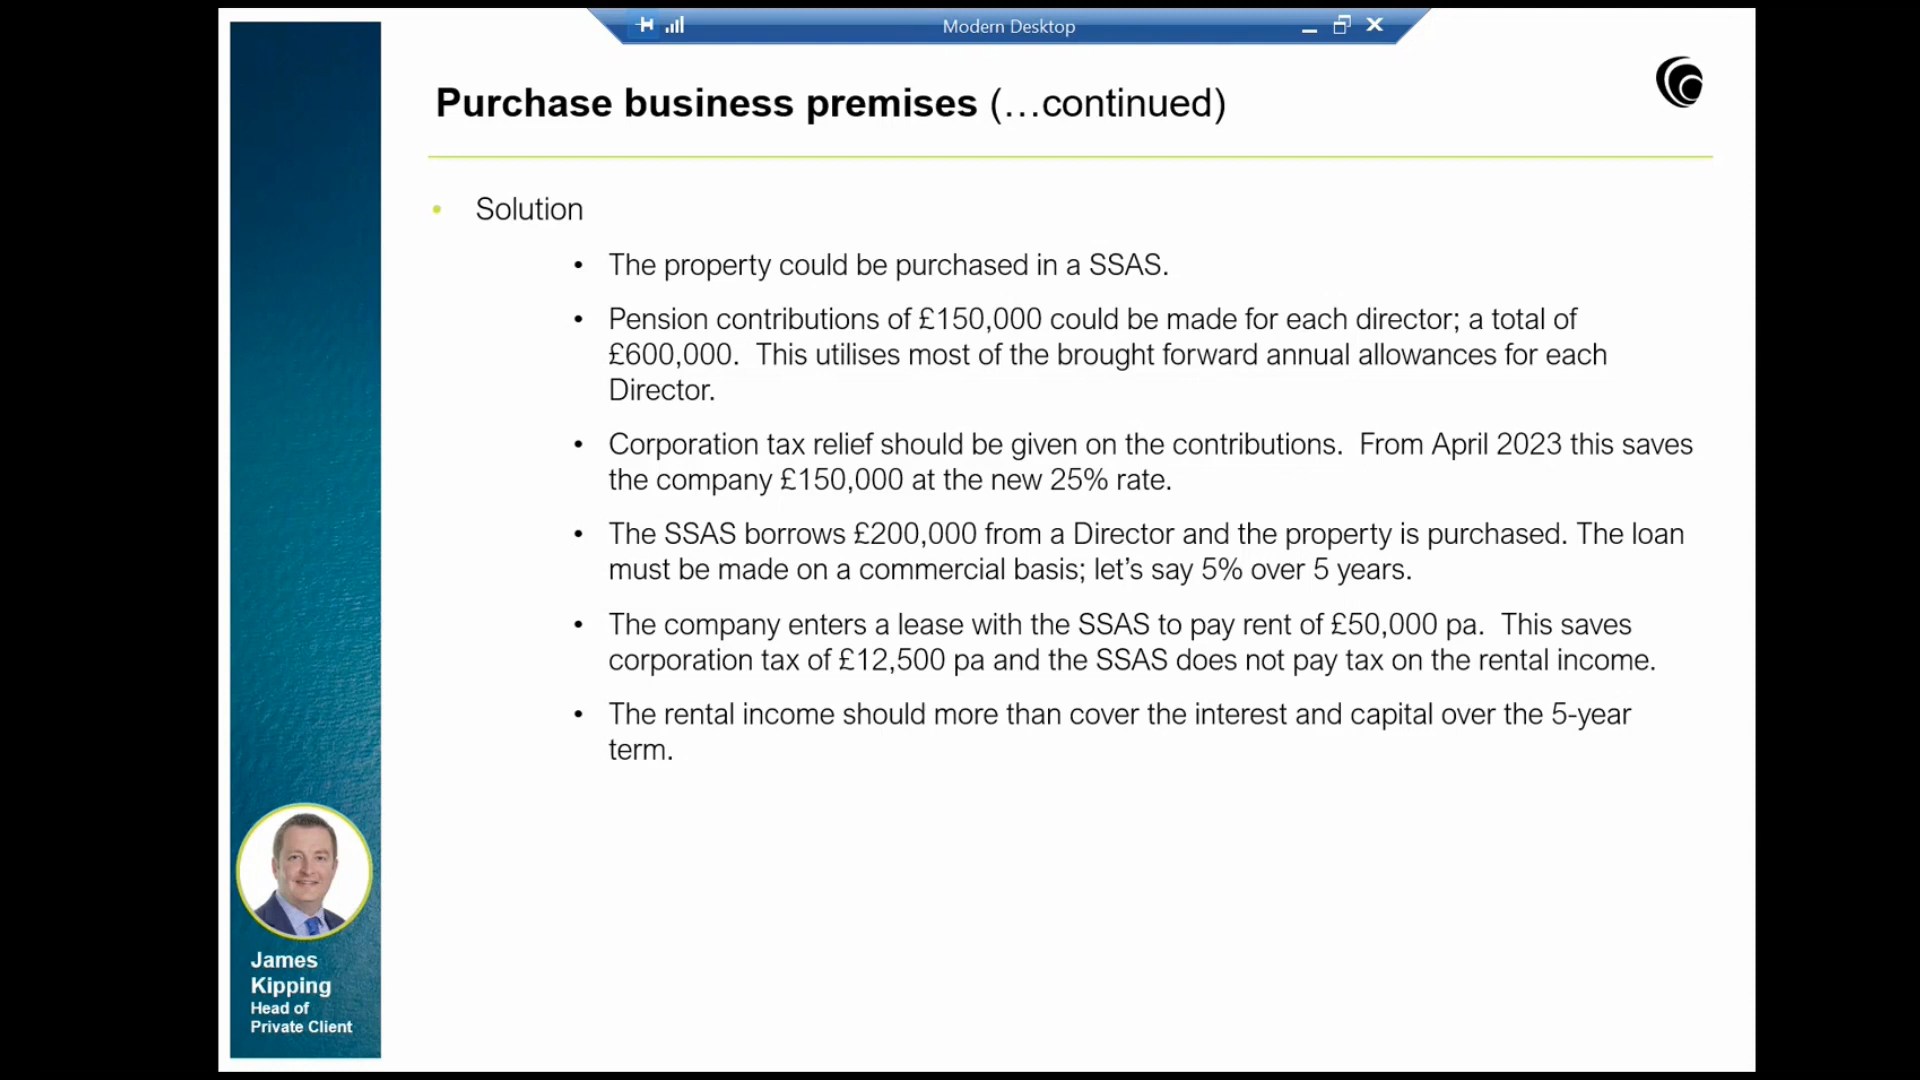 Modern Desktop
Purchase business premises (…continued)
• Solution
• The property could be purchased in a SSAS.
• Pension contributions of £150,000 could be made for each director; a total of
£600,000.  This utilises most of the brought forward annual allowances for each
Director.
• Corporation tax relief should be given on the contributions.  From April 2023 this saves
the company £150,000 at the new 25% rate.
• The SSAS borrows £200,000 from a Director and the property is purchased. The loan
must be made on a commercial basis; let’s say 5% over 5 years.
• The company enters a lease with the SSAS to pay rent of £50,000 pa.  This saves
corporation tax of £12,500 pa and the SSAS does not pay tax on the rental income.
• The rental income should more than cover the interest and capital over the 5-year
term.
James
Kipping
Head of
Private Client